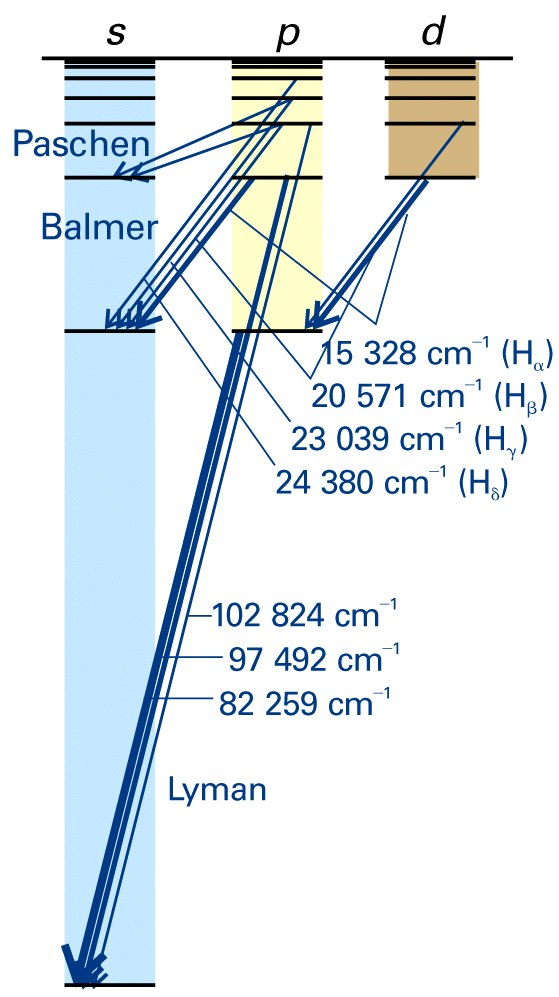 s p d
Paschen
Balmer
15 328 cm⁻¹ (Hα)
20 571 cm⁻¹ (Hβ)
23 039 cm⁻¹ (Hγ)
24 380 cm⁻¹ (Hδ)
102 824 cm⁻¹
97 492 cm⁻¹
82 259 cm⁻¹
Lyman